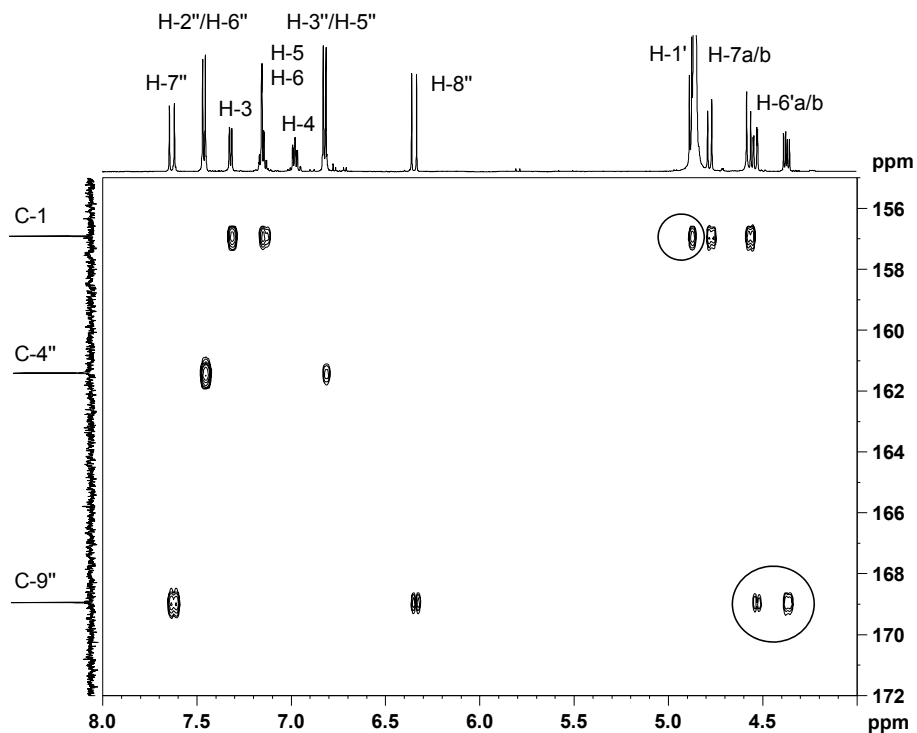 H-2"/H-6"
H-3"/H-5"
H-5
H-1'
H-7a/b
H-7"
H-6
H-8"
H-6'a/b
H-3
H-4
ppm
C-1
156
158
160
C-4"
162
164
166
C-9"
168
170
172
8.0 7.5 7.0 6.5 6.0 5.5 5.0 4.5 ppm